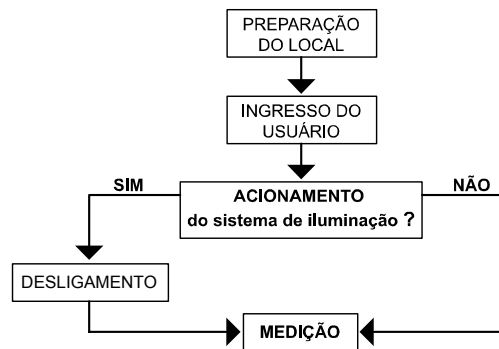 PREPARAÇÃO
DO LOCAL
INGRESSO DO
USUÁRIO
SIM
ACIONAMENTO
do sistema de iluminação ?
NÃO
DESLIGAMENTO
MEDIÇÃO